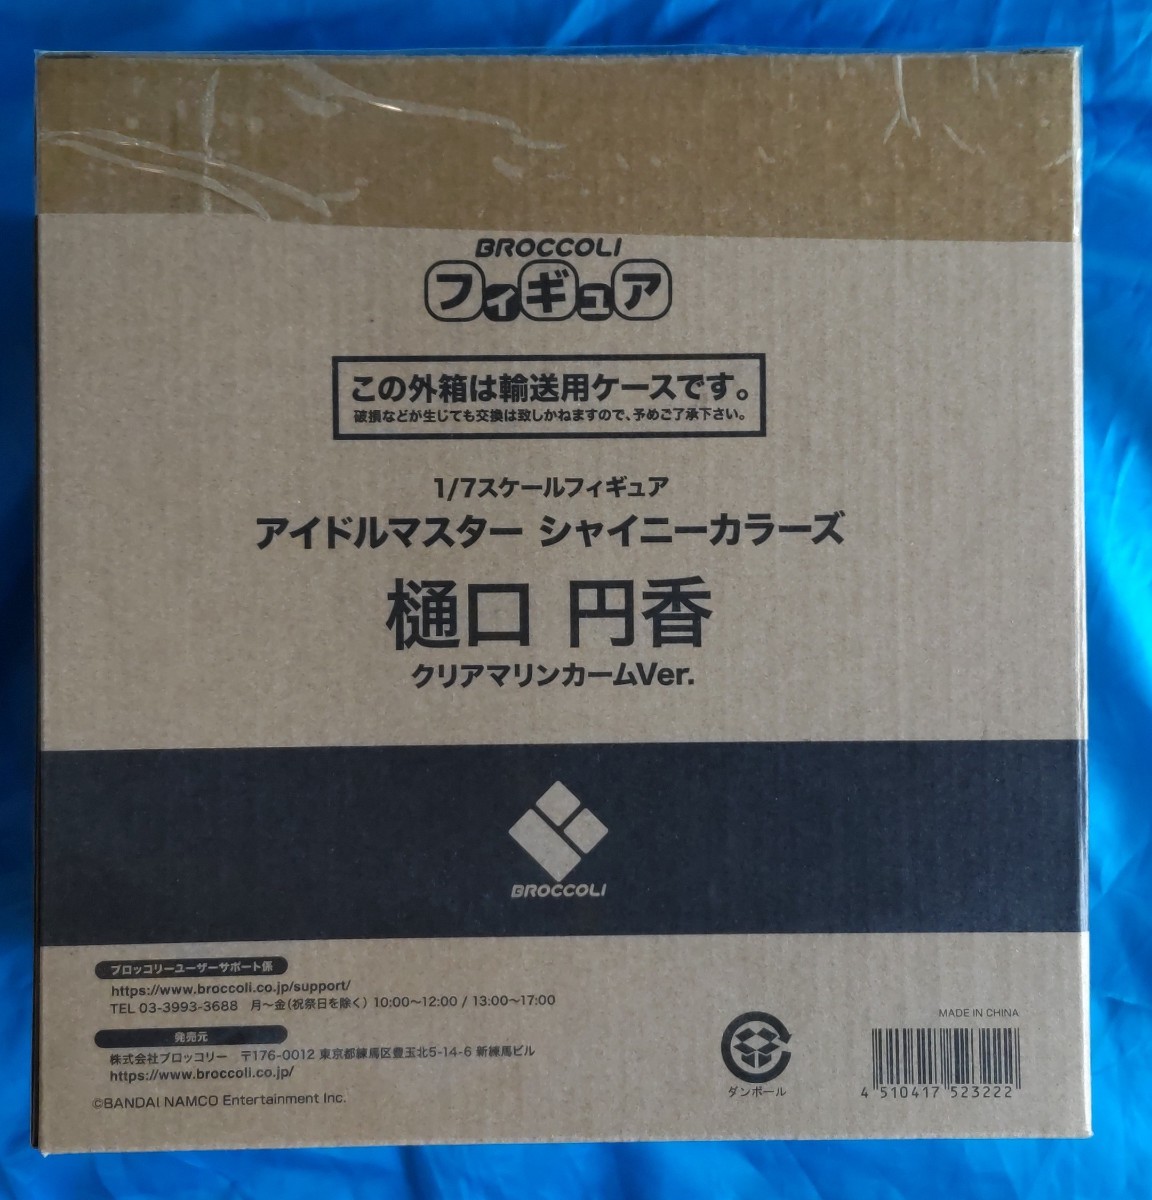 BROCCOLI
フィギュア
この外箱は輸送用ケースです。
破損などが生じても交換は致しかねますので、予めご了承下さい。
1/7スケールフィギュア
アイドルマスター シャイニーカラーズ
樋口 円香
クリアマリンカームVer.
BROCCOLI
ブロッコリーユーザーサポート係
https://www.broccoli.co.jp/support/
TEL 03-3993-3688 月〜金(祝祭日を除く) 10:00〜12:00 / 13:00〜17:00
発売元
株式会社ブロッコリー 〒176-0012 東京都練馬区豊玉北5-14-6 新練馬ビル
https://www.broccoli.co.jp/
©BANDAI NAMCO Entertainment Inc.
ダンボール
MADE IN CHINA
4 510417 523222